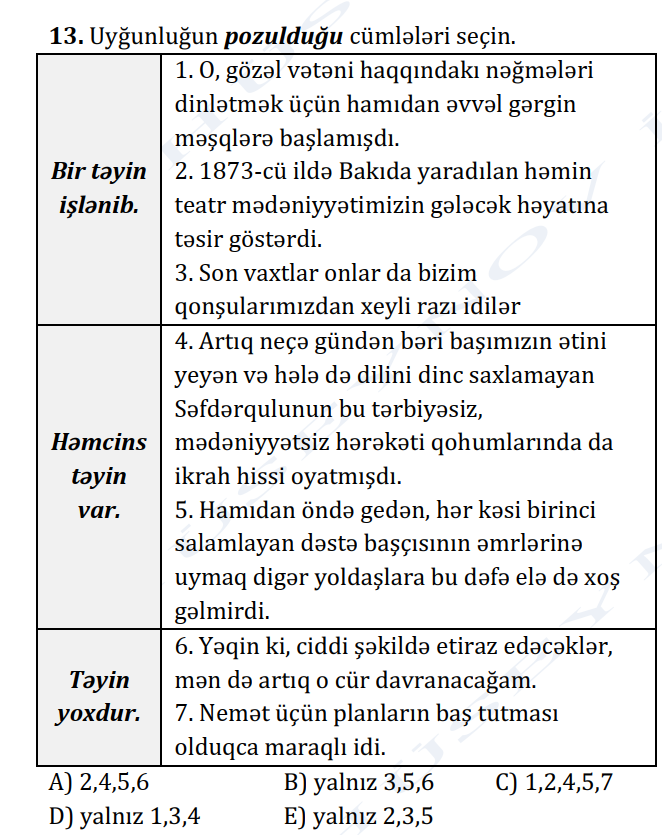 13. Uyğunluğun pozulduğu cümlələri seçin.
Bir təyin
işlənib.
1. O, gözəl vətəni haqqındakı nəğmələri
dinlətmək üçün hamıdan əvvəl gərgin
məşqlərə başlamışdı.
2. 1873-cü ildə Bakıda yaradılan həmin
teatr mədəniyyətimizin gələcək həyatına
təsir göstərdi.
3. Son vaxtlar onlar da bizim
qonşularımızdan xeyli razı idilər
Həmcins
təyin
var.
4. Artıq neçə gündən bəri başımızın ətini
yeyən və hələ də dilini dinc saxlamayan
Səfdərqulunun bu tərbiyəsiz,
mədəniyyətsiz hərəkəti qohumlarında da
ikrah hissi oyatmışdı.
5. Hamıdan öndə gedən, hər kəsi birinci
salamlayan dəstə başçısının əmrlərinə
uymaq digər yoldaşlara bu dəfə elə də xoş
gəlmirdi.
Təyin
yoxdur.
6. Yəqin ki, ciddi şəkildə etiraz edəcəklər,
mən də artıq o cür davranacağam.
7. Nemət üçün planların baş tutması
olduqca maraqlı idi.
A) 2,4,5,6 B) yalnız 3,5,6 C) 1,2,4,5,7
D) yalnız 1,3,4 E) yalnız 2,3,5